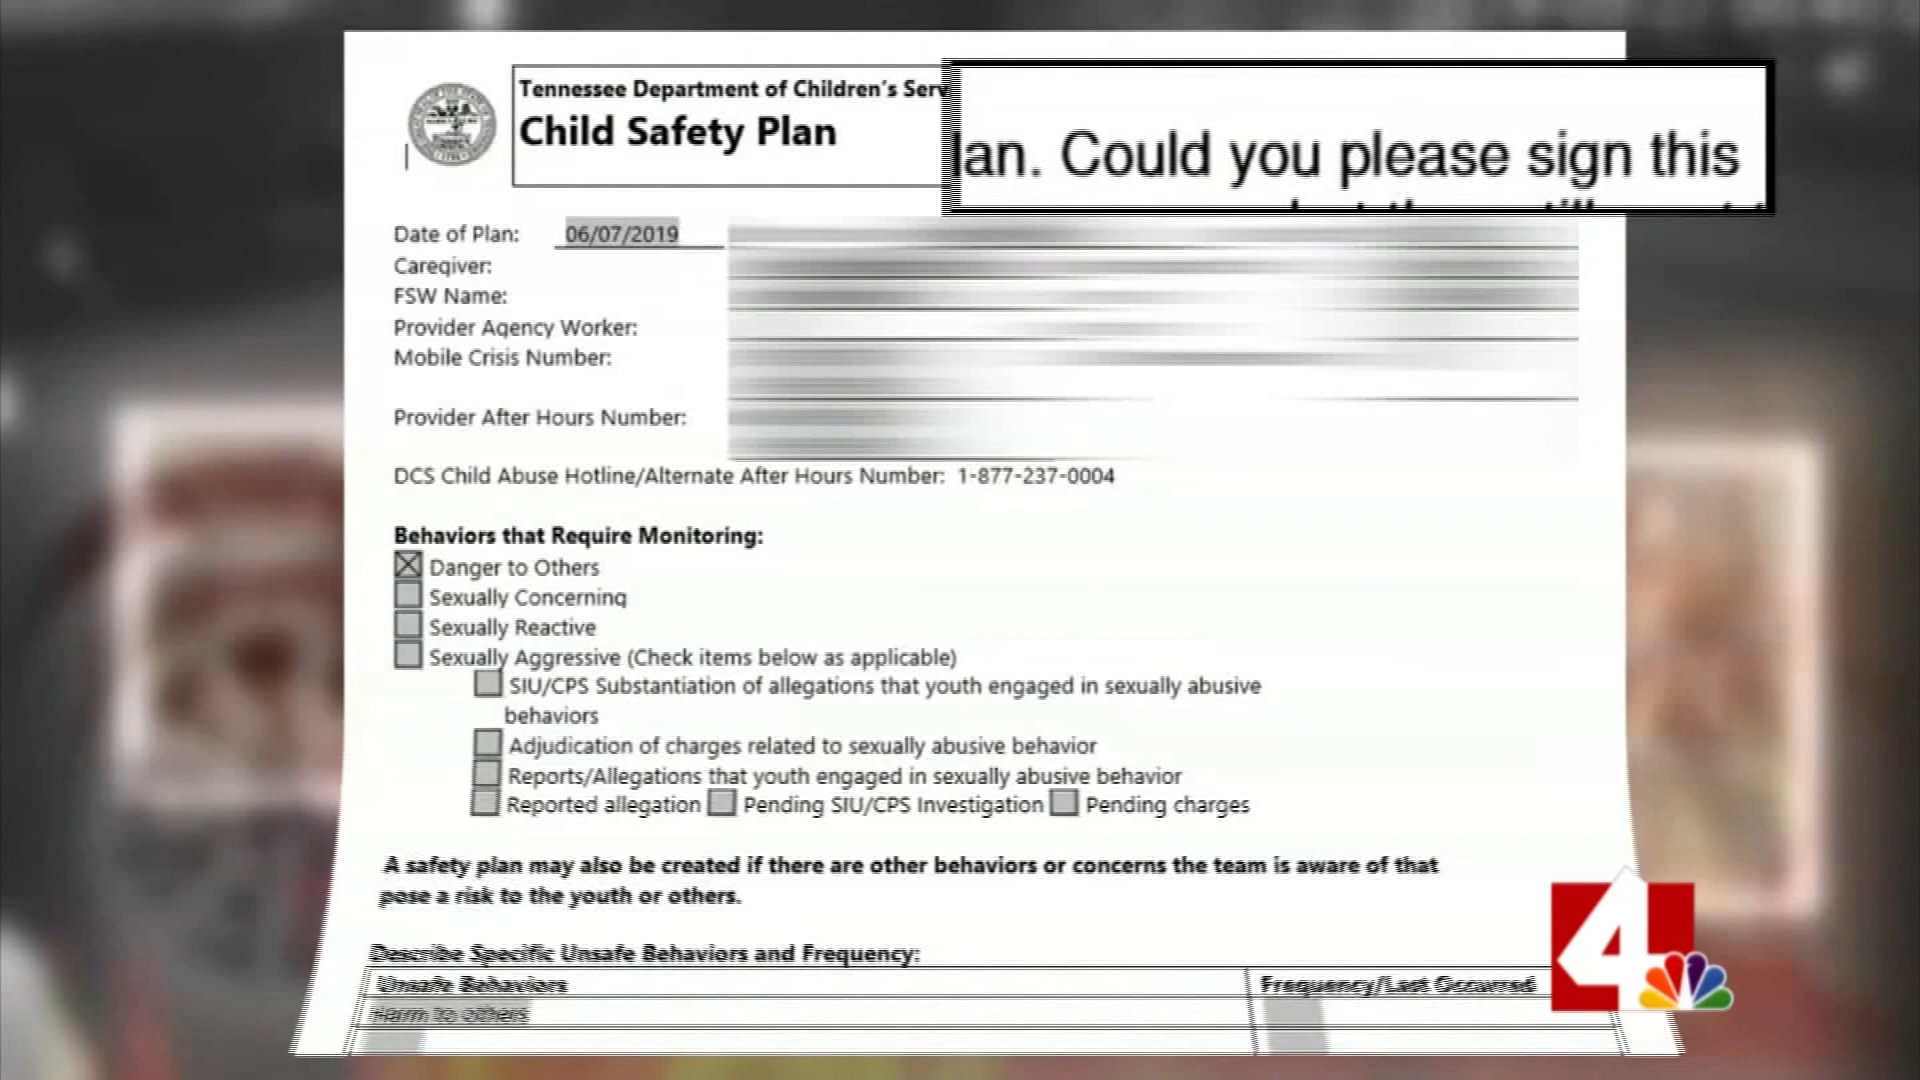 Tennessee Department of Children's Serv
Child Safety Plan
lan. Could you please sign this
Date of Plan: 06/07/2019
Caregiver:
FSW Name:
Provider Agency Worker:
Mobile Crisis Number:
Provider After Hours Number:
DCS Child Abuse Hotline/Alternate After Hours Number: 1-877-237-0004
Behaviors that Require Monitoring:
Danger to Others
Sexually Concerning
Sexually Reactive
Sexually Aggressive (Check items below as applicable)
SIU/CPS Substantiation of allegations that youth engaged in sexually abusive
behaviors
Adjudication of charges related to sexually abusive behavior
Reports/Allegations that youth engaged in sexually abusive behavior
Reported allegation Pending SIU/CPS Investigation Pending charges
A safety plan may also be created if there are other behaviors or concerns the team is aware of that
pose a risk to the youth or others.
Describe Specific Unsafe Behaviors and Frequency:
Unsafe Behaviors Frequency/Last Occurred
Harm to others
4